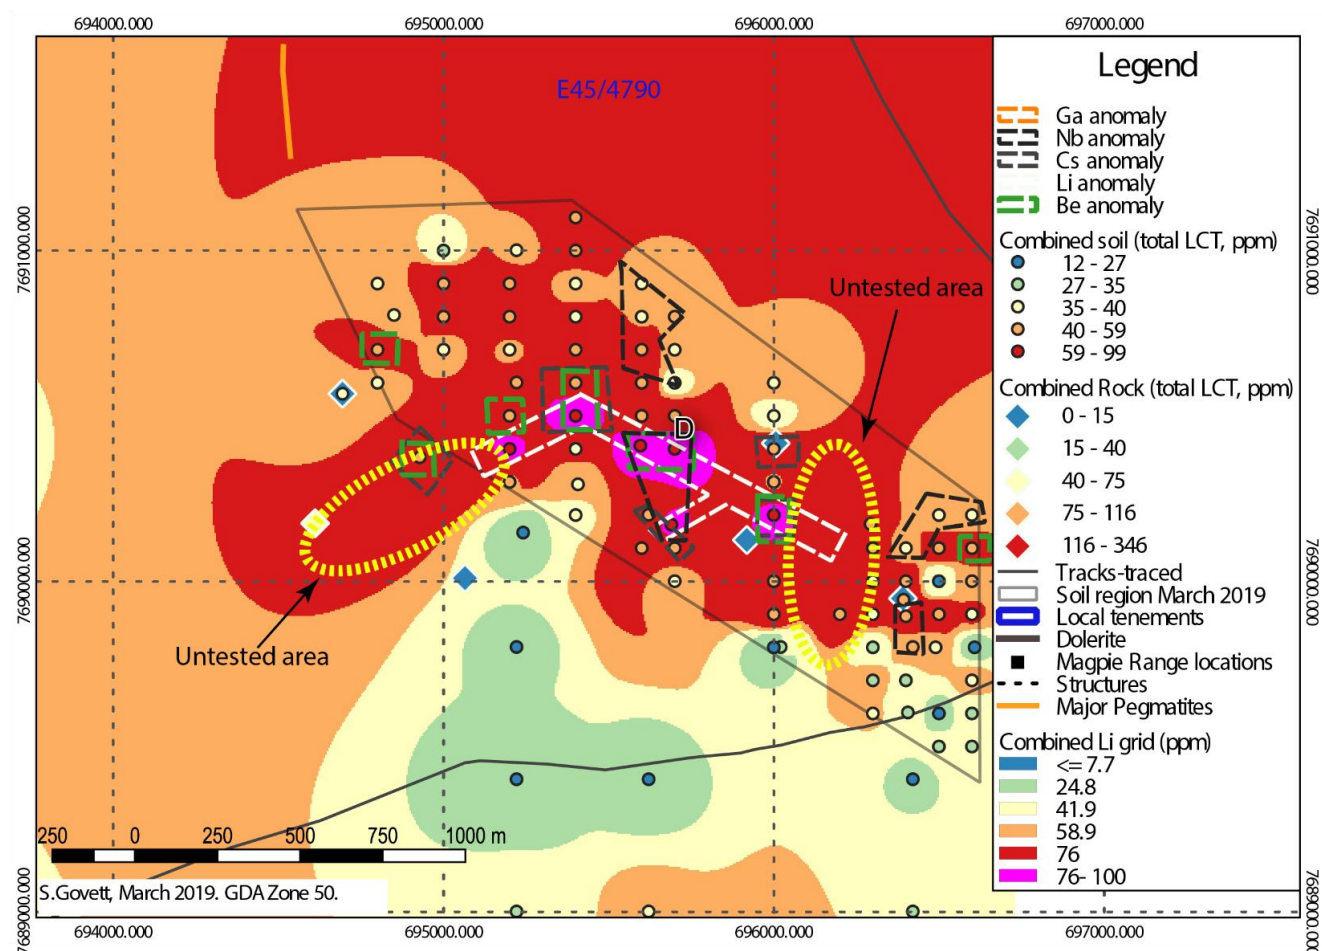 694000.000 695000.000 696000.000 697000.000
E45/4790
Legend
Ga anomaly
Nb anomaly
Cs anomaly
Li anomaly
Be anomaly
Combined soil (total LCT, ppm)
12 - 27
27 - 35
35 - 40
40 - 59
59 - 99
Combined Rock (total LCT, ppm)
0 - 15
15 - 40
40 - 75
75 - 116
116 - 346
Tracks-traced
Soil region March 2019
Local tenements
Dolerite
Magpie Range locations
Structures
Major Pegmatites
Combined Li grid (ppm)
<= 7.7
24.8
41.9
58.9
76
76- 100
7691000.000
7691000.000
Untested area
D
7690000.000
7690000.000
Untested area
250 0 250 500 750 1000 m
S.Govett, March 2019. GDA Zone 50.
7689000.000
7689000.000
694000.000 695000.000 696000.000 697000.000